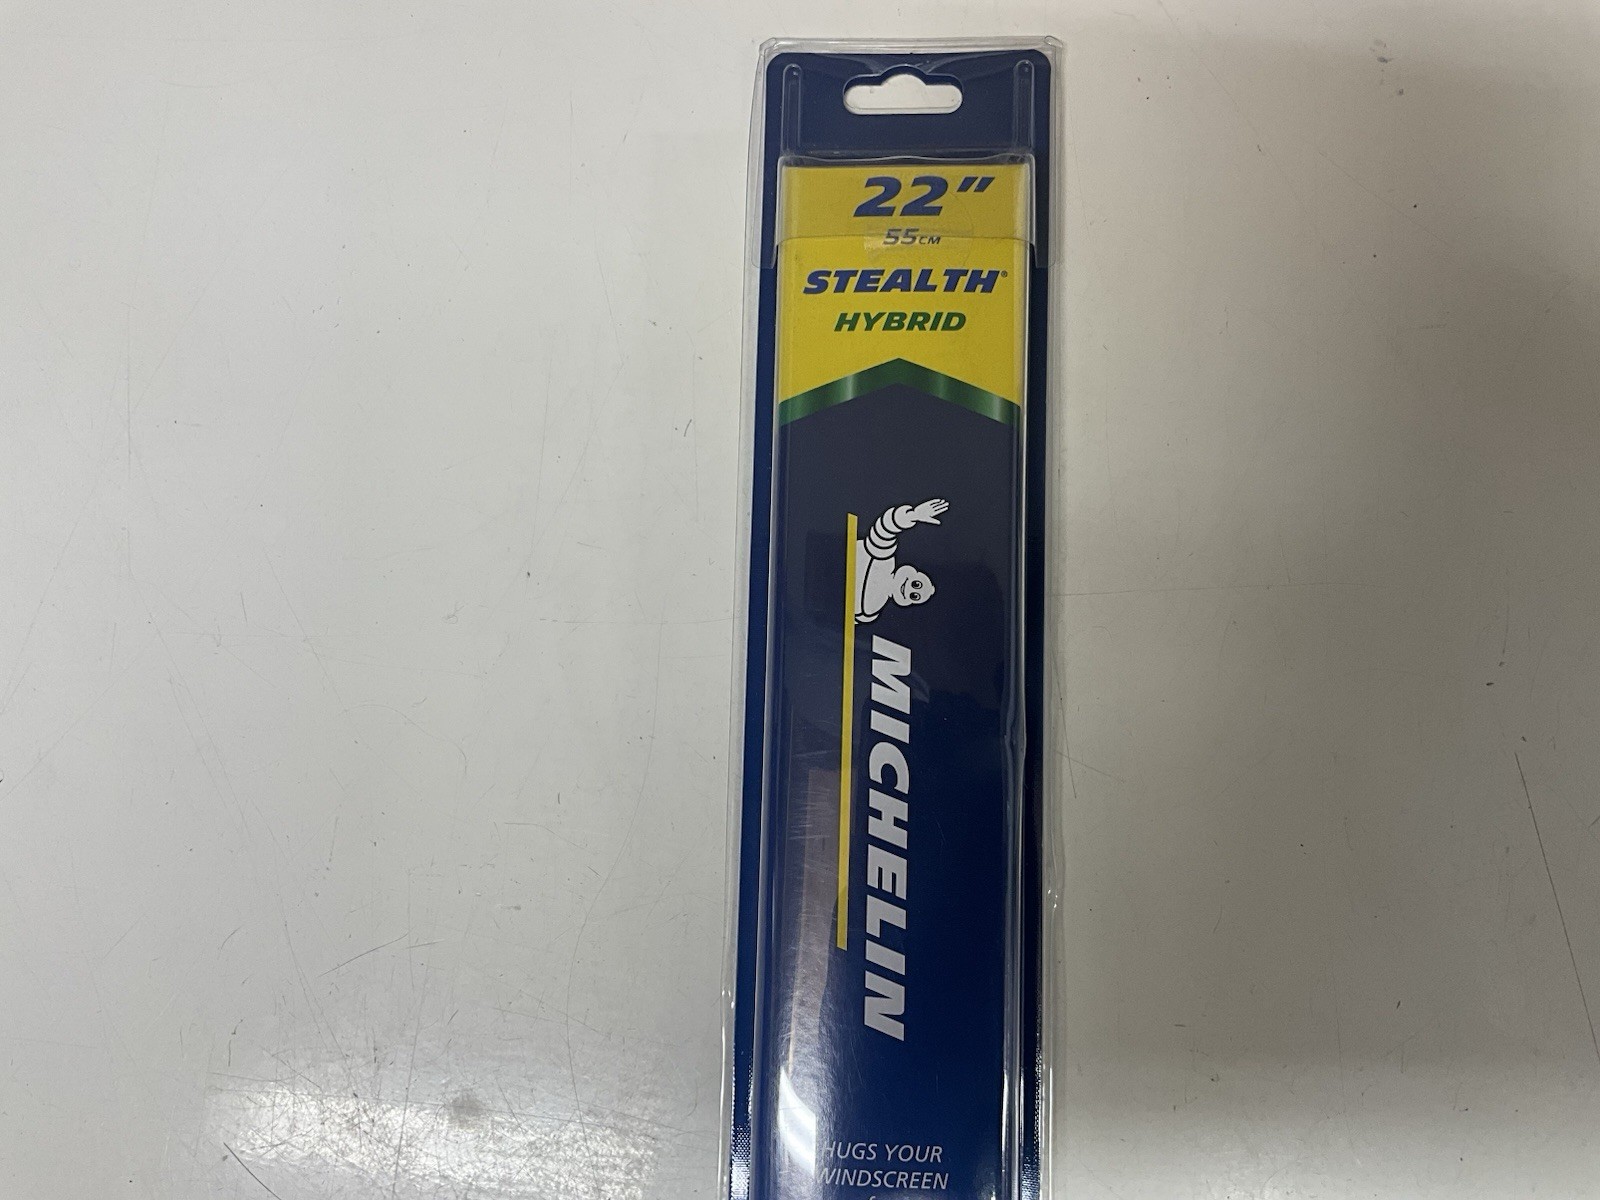 22"
55CM
STEALTH®
HYBRID
MICHELIN
HUGS YOUR
WINDSCREEN